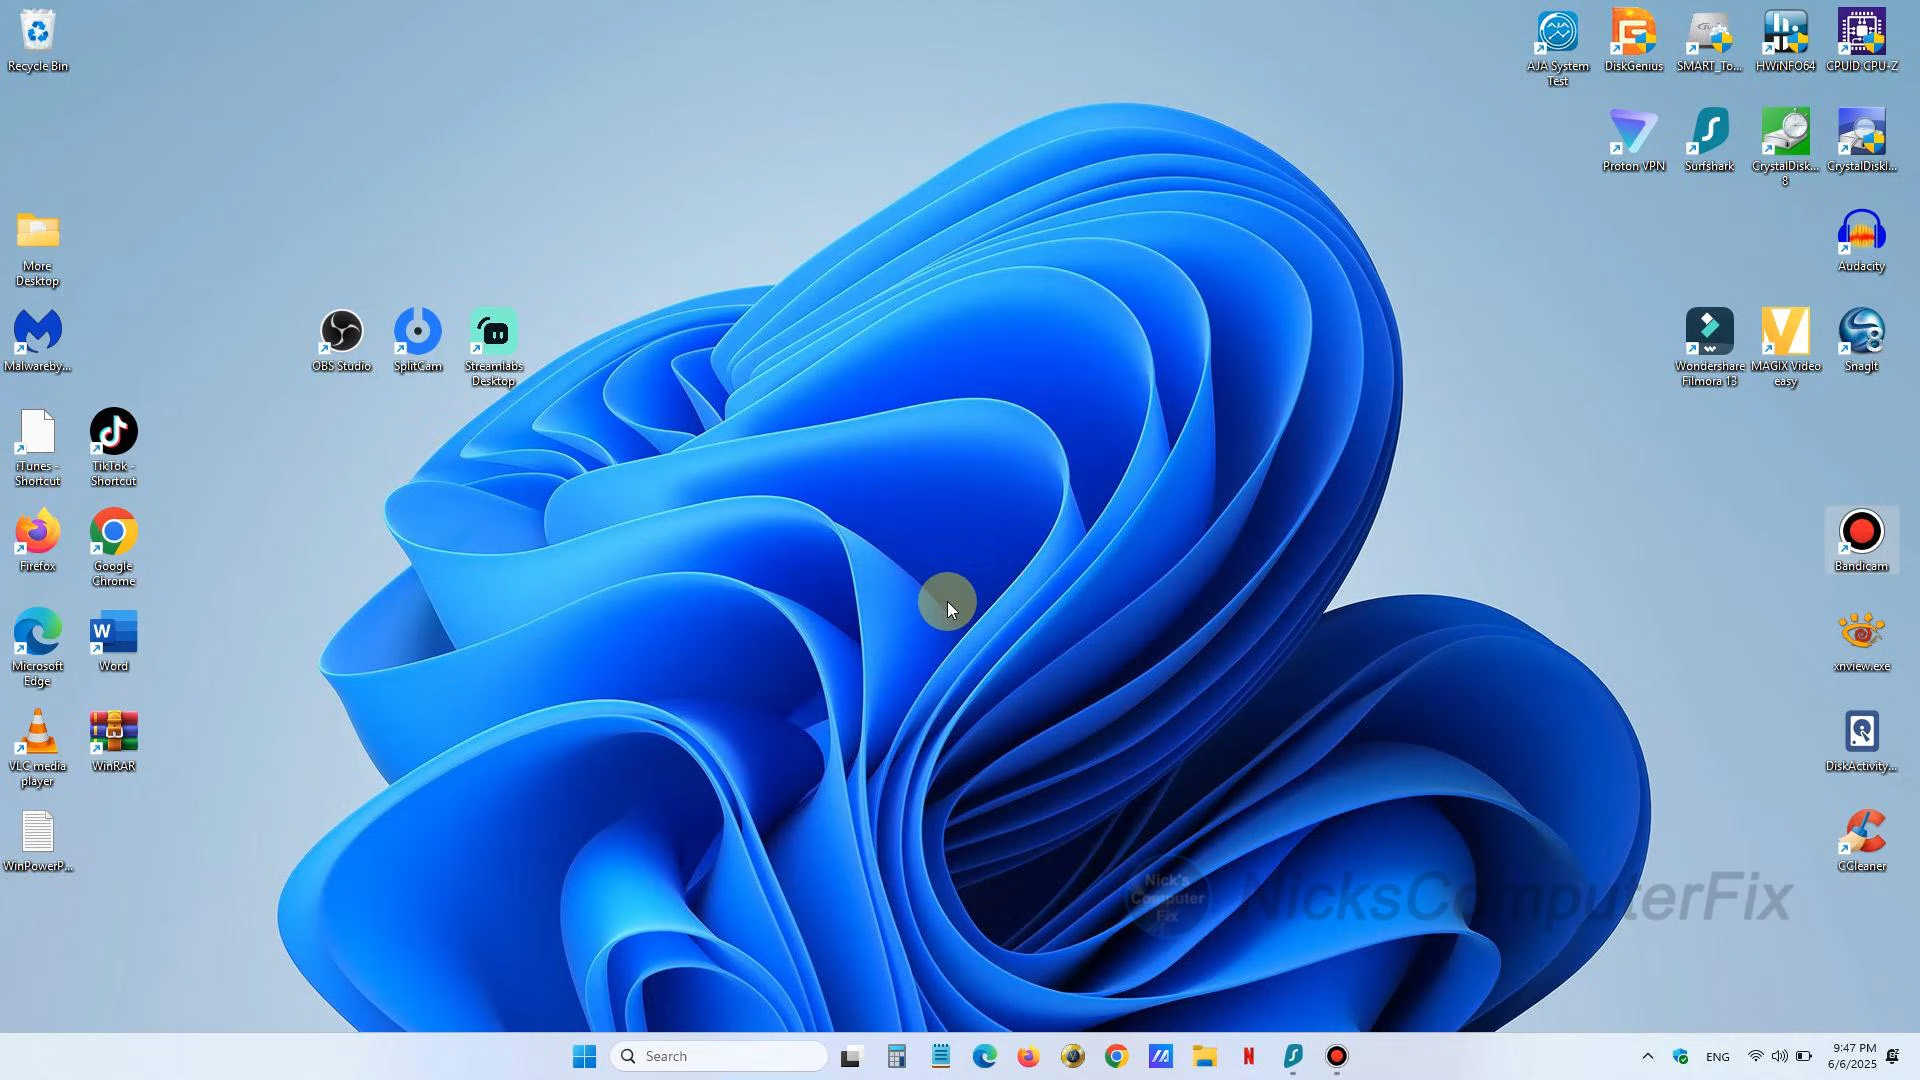 Recycle Bin
AJA System
Test
DiskGenius
SMART_To...
HWiNFO64
CPUID CPU-Z
Proton VPN
Surfshark
CrystalDisk...
8
CrystalDiskI...
More
Desktop
Audacity
Malwareby...
OBS Studio
SplitCam
Streamlabs
Desktop
Wondershare
Filmora 13
MAGIX Video
easy
SnagIt
iTunes -
Shortcut
TikTok -
Shortcut
Firefox
Google
Chrome
Bandicam
Microsoft
Edge
W
Word
xnview.exe
VLC media
player
WinRAR
DiskActivity...
WinPowerP...
CCleaner
Nick's
Computer
Fix
NicksComputerFix
Search
N
ENG
9:47 PM
6/6/2025